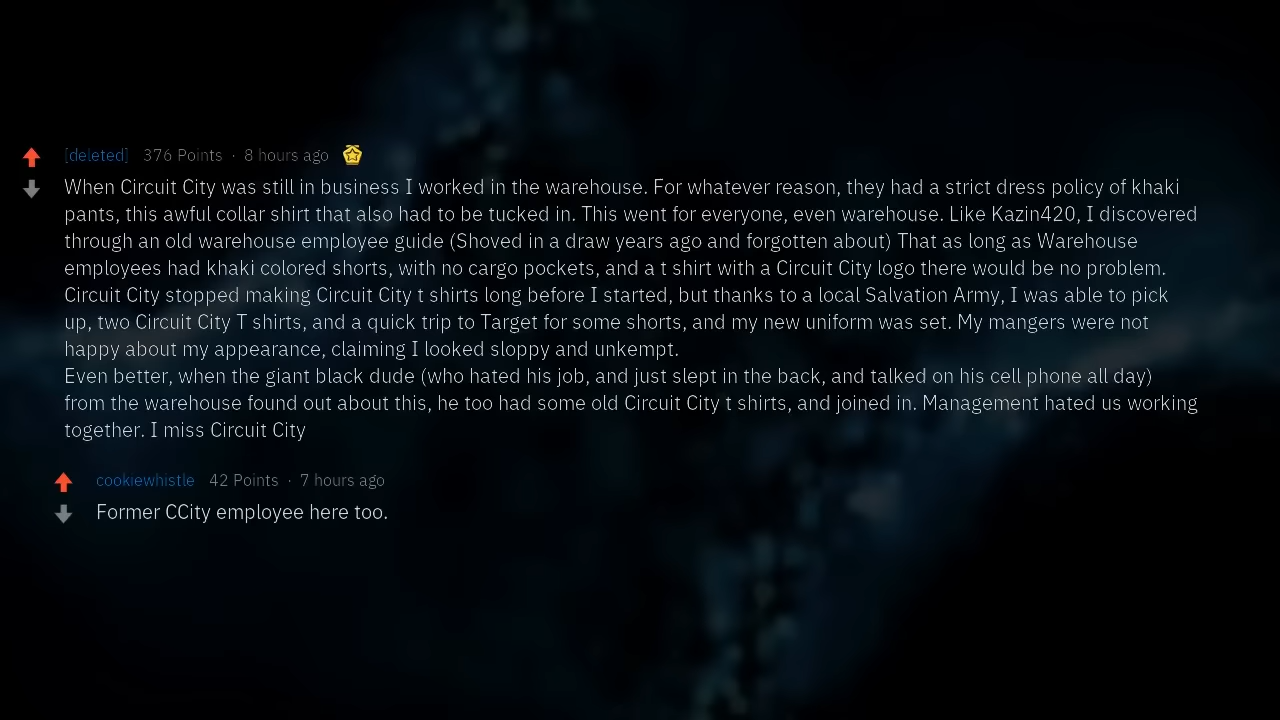 [deleted] 376 Points · 8 hours ago
When Circuit City was still in business I worked in the warehouse. For whatever reason, they had a strict dress policy of khaki
pants, this awful collar shirt that also had to be tucked in. This went for everyone, even warehouse. Like Kazin420, I discovered
through an old warehouse employee guide (Shoved in a draw years ago and forgotten about) That as long as Warehouse
employees had khaki colored shorts, with no cargo pockets, and a t shirt with a Circuit City logo there would be no problem.
Circuit City stopped making Circuit City t shirts long before I started, but thanks to a local Salvation Army, I was able to pick
up, two Circuit City T shirts, and a quick trip to Target for some shorts, and my new uniform was set. My mangers were not
happy about my appearance, claiming I looked sloppy and unkempt.
Even better, when the giant black dude (who hated his job, and just slept in the back, and talked on his cell phone all day)
from the warehouse found out about this, he too had some old Circuit City t shirts, and joined in. Management hated us working
together. I miss Circuit City
cookiewhistle 42 Points · 7 hours ago
Former CCity employee here too.